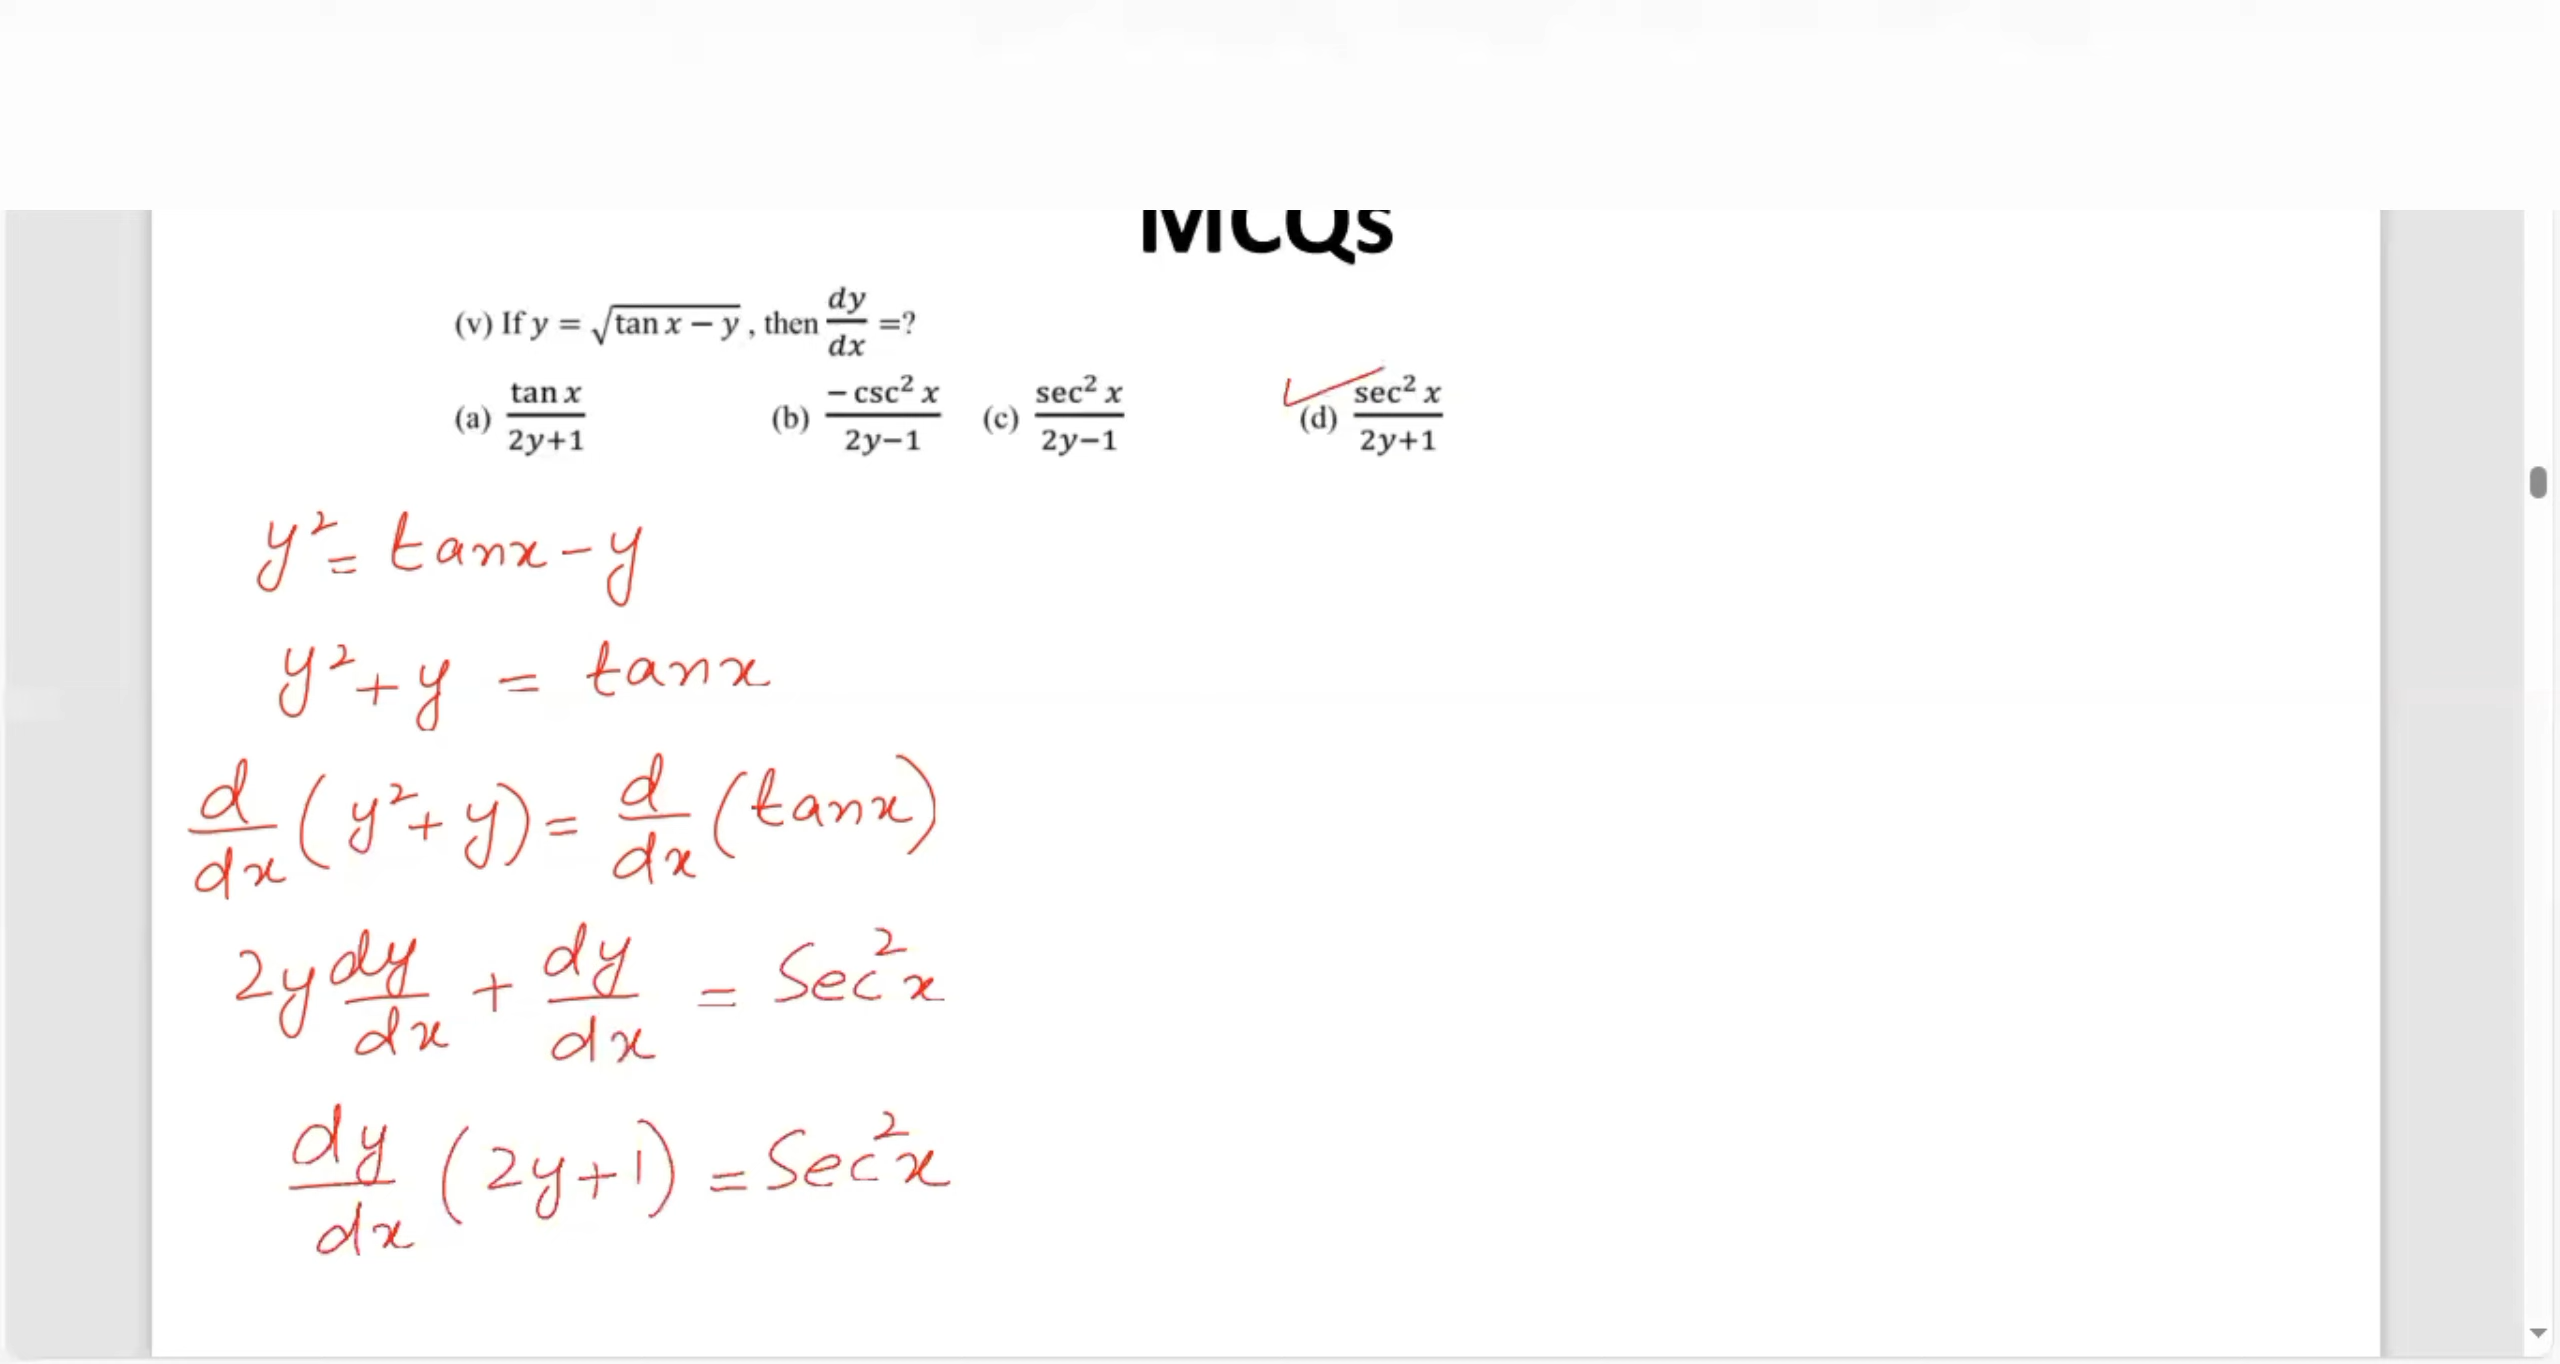 MCQs
(v) If y = √(tan x − y) , then dy/dx =?
(a) tan x/2y+1 (b) − csc² x/2y−1 (c) sec² x/2y−1 (d) sec² x/2y+1
y² = tanx - y
y² + y = tanx
d/dx (y² + y) = d/dx (tanx)
2y dy/dx + dy/dx = Sec²x
dy/dx (2y+1) = Sec²x